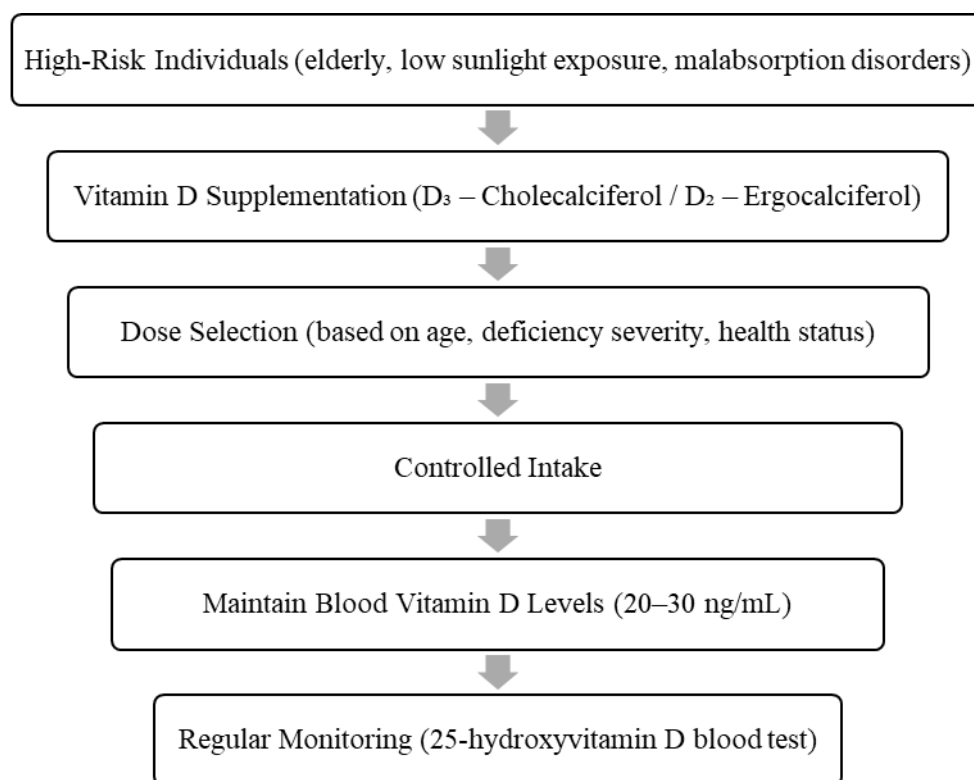 High-Risk Individuals (elderly, low sunlight exposure, malabsorption disorders)
Vitamin D Supplementation (D₃ – Cholecalciferol / D₂ – Ergocalciferol)
Dose Selection (based on age, deficiency severity, health status)
Controlled Intake
Maintain Blood Vitamin D Levels (20–30 ng/mL)
Regular Monitoring (25-hydroxyvitamin D blood test)